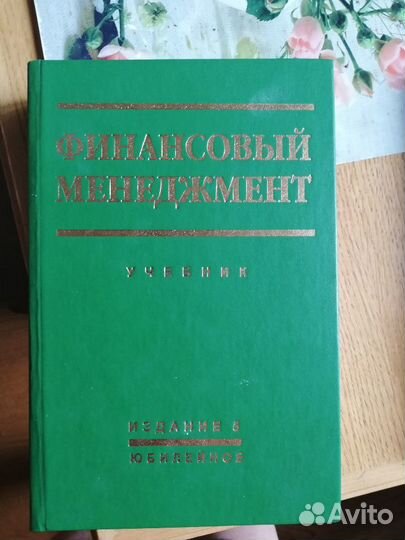 ФИНАНСОВЫЙ
МЕНЕДЖМЕНТ
УЧЕБНИК
ИЗДАНИЕ 5
ЮБИЛЕЙНОЕ
Avito